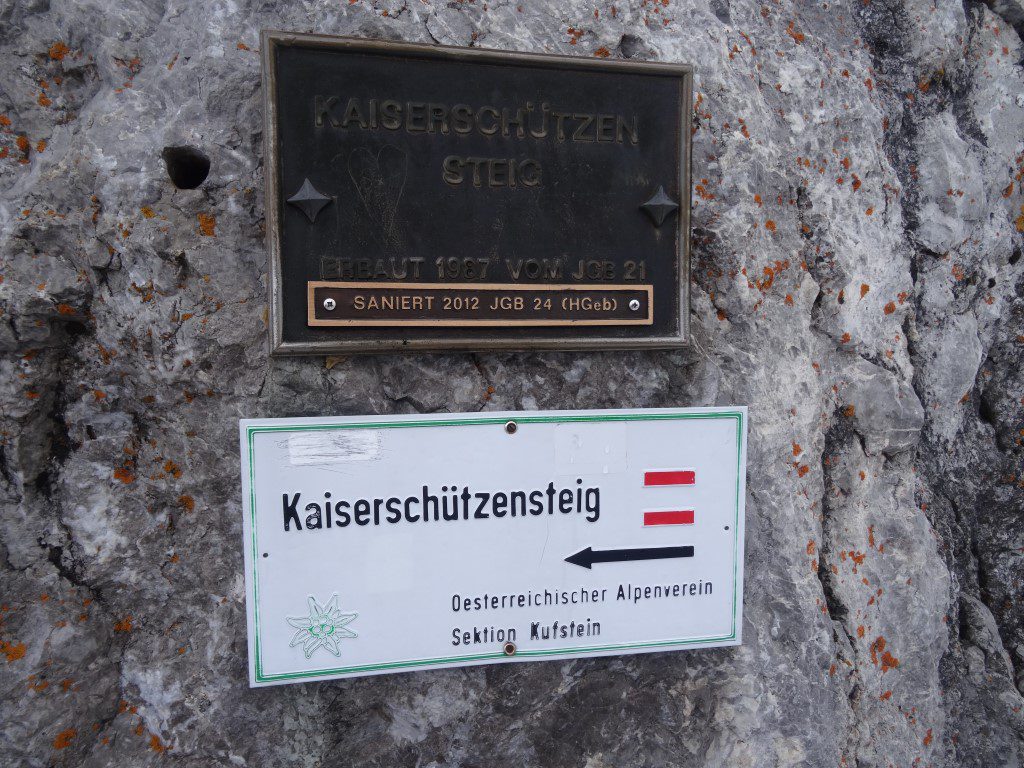 KAISERSCHÜTZEN
STEIG
ERBAUT 1987 VOM JGB 21
SANIERT 2012 JGB 24 (HGeb)
Kaiserschützensteig
Oesterreichischer Alpenverein
Sektion Kufstein